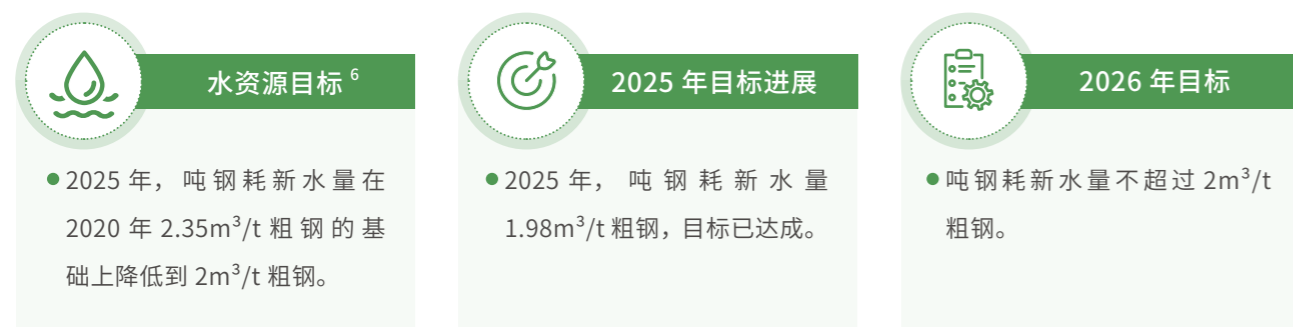 水资源目标 6
2025 年，吨钢耗新水量在
2020 年 2.35m³/t 粗钢的基
础上降低到 2m³/t 粗钢。
2025 年目标进展
2025 年，吨钢耗新水量
1.98m³/t 粗钢，目标已达成。
2026 年目标
吨钢耗新水量不超过 2m³/t
粗钢。